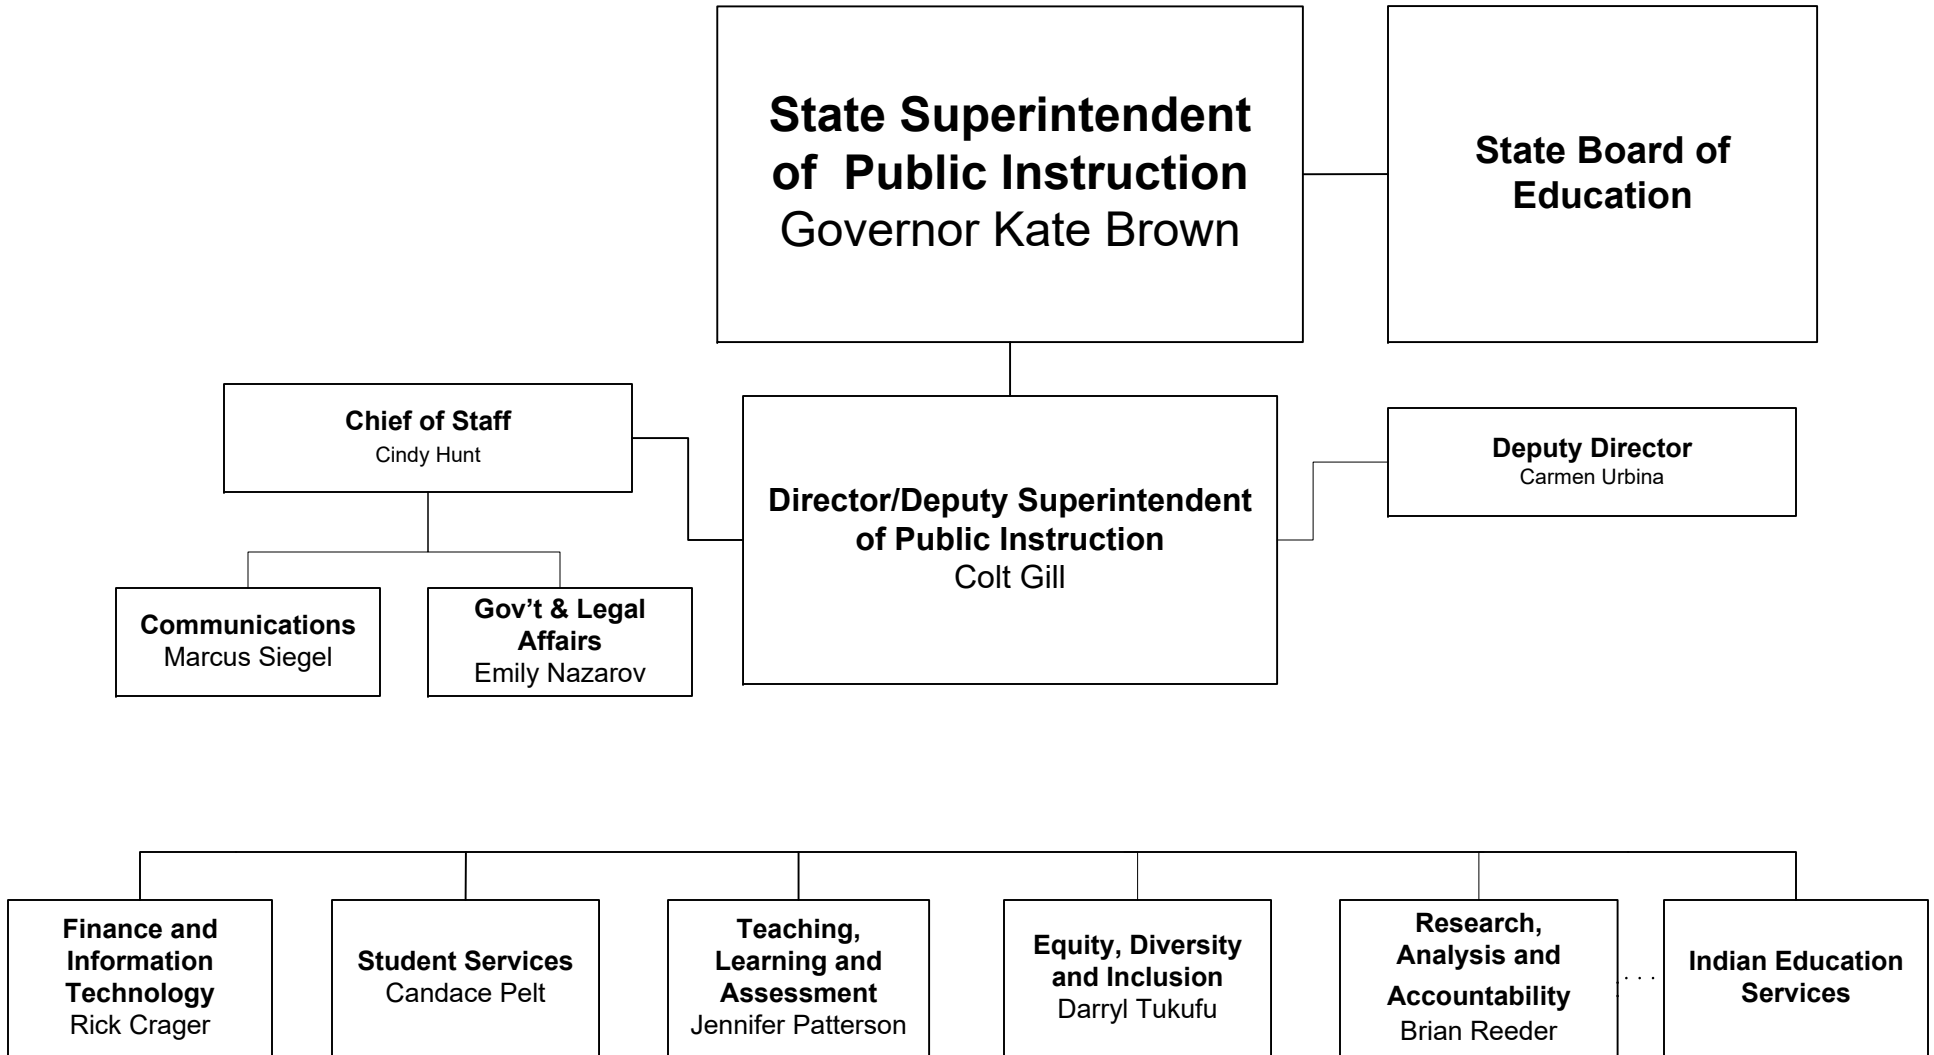 State Superintendent
of  Public Instruction
Governor Kate Brown
State Board of
Education
Chief of Staff
Cindy Hunt
Director/Deputy Superintendent
of Public Instruction
Colt Gill
Deputy Director
Carmen Urbina
Communications
Marcus Siegel
Gov’t & Legal
Affairs
Emily Nazarov
Finance and
Information
Technology
Rick Crager
Student Services
Candace Pelt
Teaching,
Learning and
Assessment
Jennifer Patterson
Equity, Diversity
and Inclusion
Darryl Tukufu
Research,
Analysis and
Accountability
Brian Reeder
Indian Education
Services